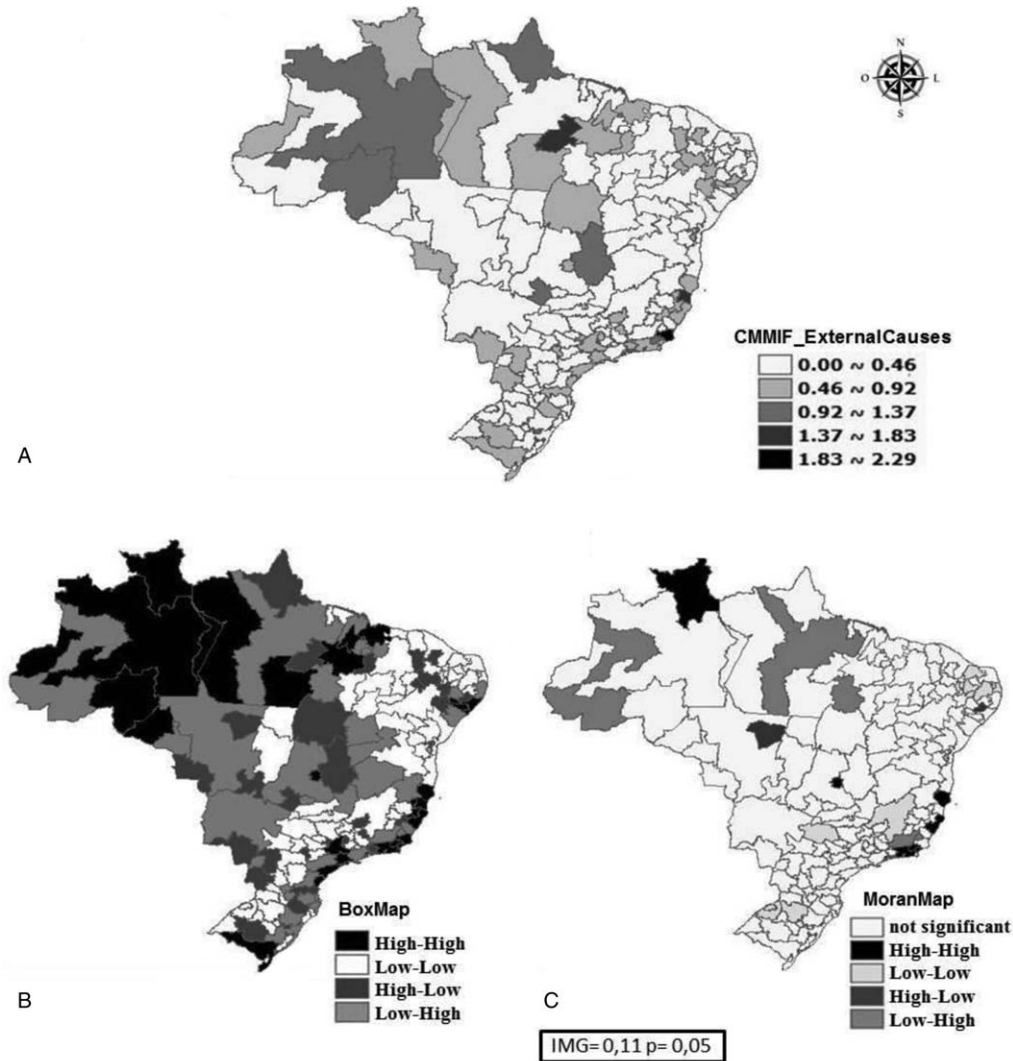 N
O L
S
CMMIF_ExternalCauses
0.00 ~ 0.46
0.46 ~ 0.92
0.92 ~ 1.37
1.37 ~ 1.83
1.83 ~ 2.29
A
BoxMap
High-High
Low-Low
High-Low
Low-High
B
MoranMap
not significant
High-High
Low-Low
High-Low
Low-High
C
IMG= 0,11 p= 0,05